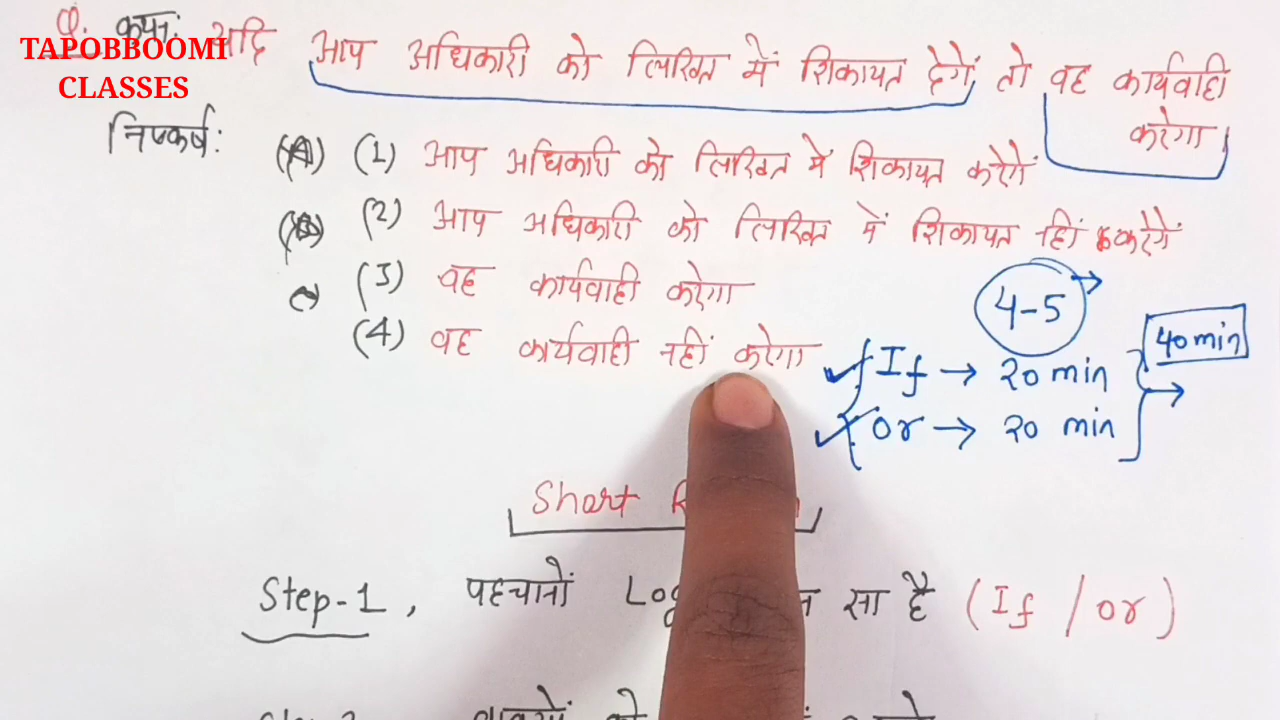 TAPOBBOOMI
CLASSES
Q. कथन: यदि आप अधिकारी को लिखित में शिकायत देगें तो वह कार्यवाही
करेगा
निष्कर्ष:
(A) (1) आप अधिकारी को लिखित में शिकायत करेगें
(B) (2) आप अधिकारी को लिखित में शिकायत नहीं करेगें
(3) वह कार्यवाही करेगा
(4) वह कार्यवाही नहीं करेगा
4-5
If → 20 min
or → 20 min
40 min
Short
Step-1, पहचानों सा है (If / or)